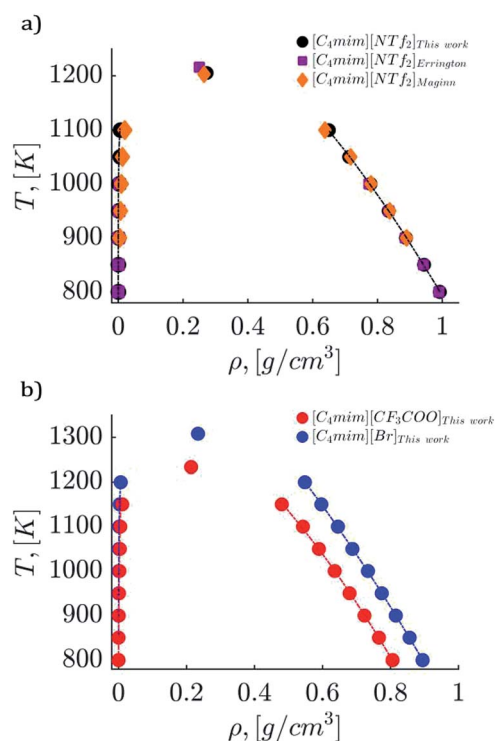 a)
[C₄mim][NTf₂]This work
[C₄mim][NTf₂]Errington
[C₄mim][NTf₂]Maginn
1200
1100
1000
900
800
T, [K]
0 0.2 0.4 0.6 0.8 1
ρ, [g/cm³]
b)
[C₄mim][CF₃COO]This work
[C₄mim][Br]This work
1300
1200
1100
1000
900
800
T, [K]
0 0.2 0.4 0.6 0.8 1
ρ, [g/cm³]